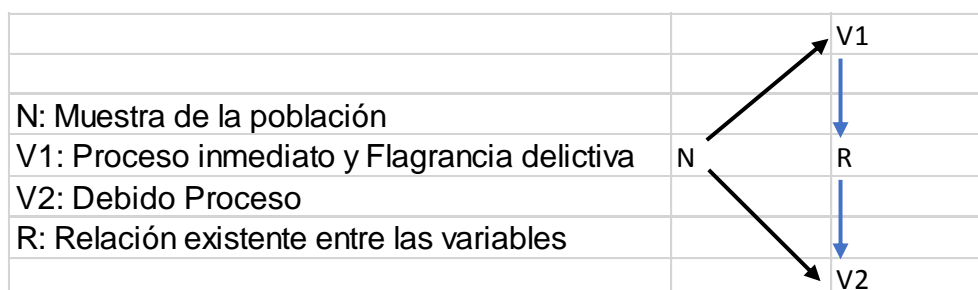 V1
N: Muestra de la población
V1: Proceso inmediato y Flagrancia delictiva N R
V2: Debido Proceso
R: Relación existente entre las variables
V2